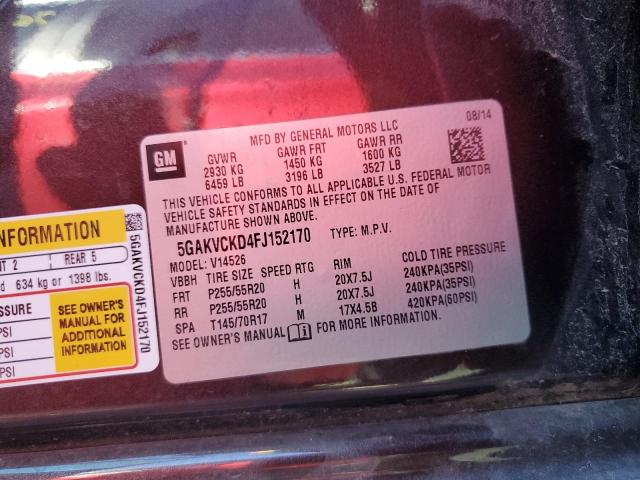 GM
MFD BY GENERAL MOTORS LLC
08/14
GVWR GAWR FRT GAWR RR
2930 KG 1450 KG 1600 KG
6459 LB 3196 LB 3527 LB
THIS VEHICLE CONFORMS TO ALL APPLICABLE U.S. FEDERAL MOTOR
VEHICLE SAFETY STANDARDS IN EFFECT ON THE DATE OF
MANUFACTURE SHOWN ABOVE.
5GAKVCKD4FJ152170 TYPE: M.P.V.
MODEL: V14526
VBBH TIRE SIZE SPEED RTG RIM COLD TIRE PRESSURE
FRT P255/55R20 H 20X7.5J 240KPA(35PSI)
RR P255/55R20 H 20X7.5J 240KPA(35PSI)
SPA T145/70R17 M 17X4.5B 420KPA(60PSI)
SEE OWNER'S MANUAL FOR MORE INFORMATION.
NFORMATION
2 REAR 5
634 kg or 1398 lbs.
SSURE
PSI
PSI
PSI
SEE OWNER'S
MANUAL FOR
ADDITIONAL
INFORMATION
5GAKVCKD4FJ152170